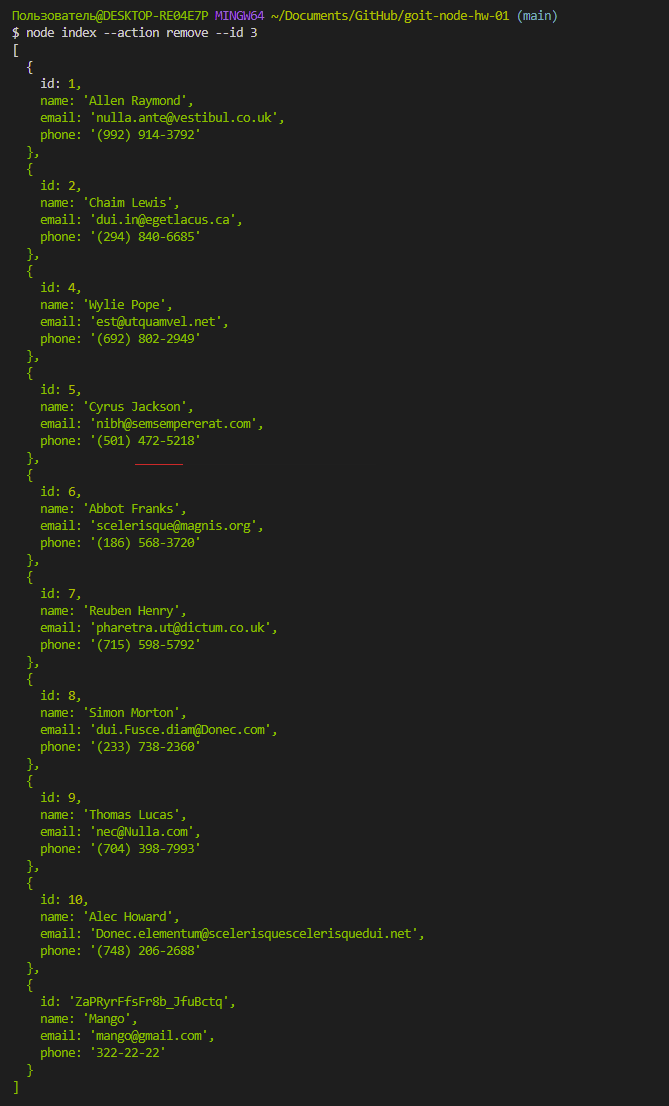 Пользователь@DESKTOP-RE04E7P MINGW64 ~/Documents/GitHub/goit-node-hw-01 (main)
$ node index --action remove --id 3
[
  {
    id: 1,
    name: 'Allen Raymond',
    email: 'nulla.ante@vestibul.co.uk',
    phone: '(992) 914-3792'
  },
  {
    id: 2,
    name: 'Chaim Lewis',
    email: 'dui.in@egetlacus.ca',
    phone: '(294) 840-6685'
  },
  {
    id: 4,
    name: 'Wylie Pope',
    email: 'est@utquamvel.net',
    phone: '(692) 802-2949'
  },
  {
    id: 5,
    name: 'Cyrus Jackson',
    email: 'nibh@semsempererat.com',
    phone: '(501) 472-5218'
  },
  {
    id: 6,
    name: 'Abbot Franks',
    email: 'scelerisque@magnis.org',
    phone: '(186) 568-3720'
  },
  {
    id: 7,
    name: 'Reuben Henry',
    email: 'pharetra.ut@dictum.co.uk',
    phone: '(715) 598-5792'
  },
  {
    id: 8,
    name: 'Simon Morton',
    email: 'dui.Fusce.diam@Donec.com',
    phone: '(233) 738-2360'
  },
  {
    id: 9,
    name: 'Thomas Lucas',
    email: 'nec@Nulla.com',
    phone: '(704) 398-7993'
  },
  {
    id: 10,
    name: 'Alec Howard',
    email: 'Donec.elementum@scelerisquescelerisquedui.net',
    phone: '(748) 206-2688'
  },
  {
    id: 'ZaPRyrFfsFr8b_JfuBctq',
    name: 'Mango',
    email: 'mango@gmail.com',
    phone: '322-22-22'
  }
]